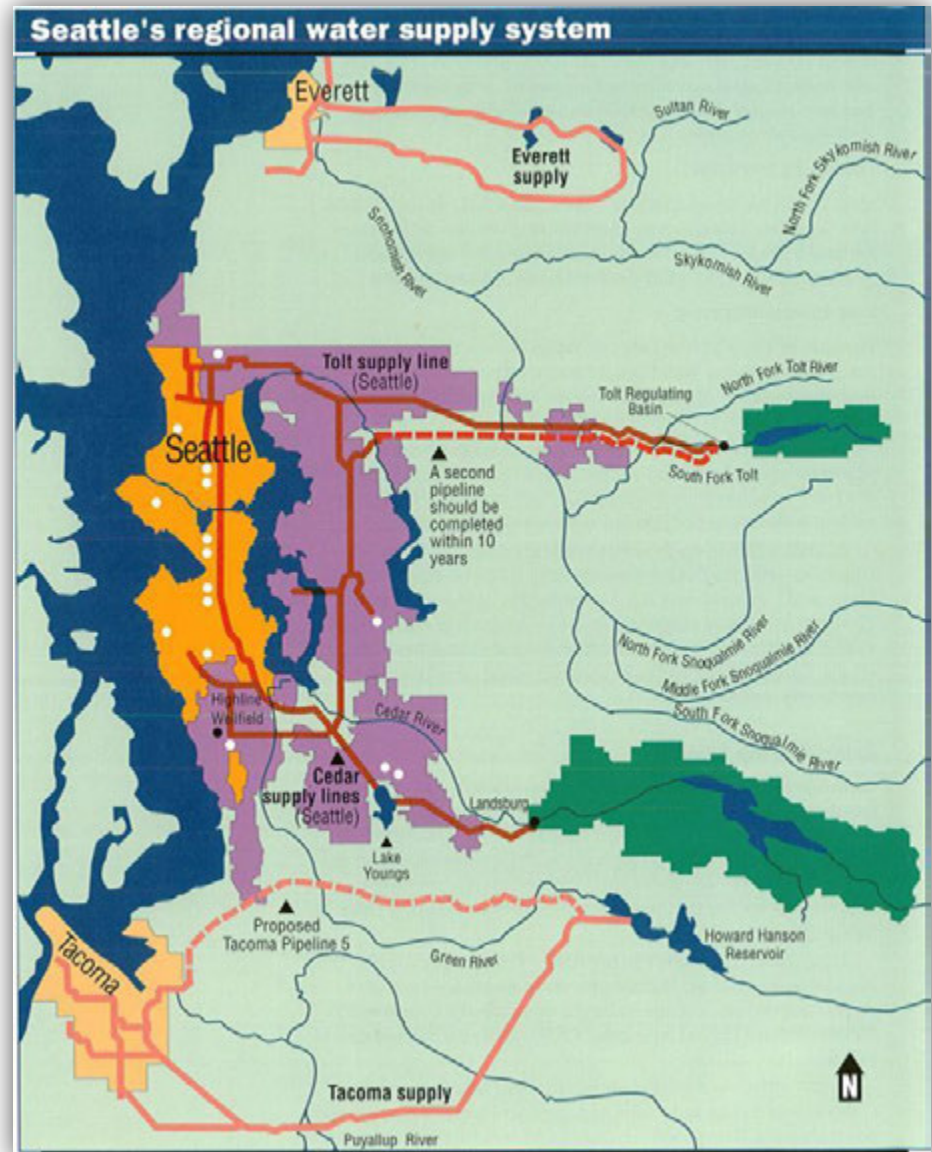 Seattle's regional water supply system
Everett
Sultan River
Everett
supply
North Fork Skykomish River
Snohomish River
Skykomish River
Tolt supply line
(Seattle)
Tolt Regulating
Basin
North Fork Tolt River
Seattle
South Fork Tolt
A second
pipeline
should be
completed
within 10
years
North Fork Snoqualmie River
Middle Fork Snoqualmie River
South Fork Snoqualmie River
Highline
Wellfield
Cedar River
Cedar
supply lines
(Seattle)
Landsburg
Lake
Youngs
Proposed
Tacoma Pipeline 5
Green River
Howard Hanson
Reservoir
Tacoma
Tacoma supply
Puyallup River
N